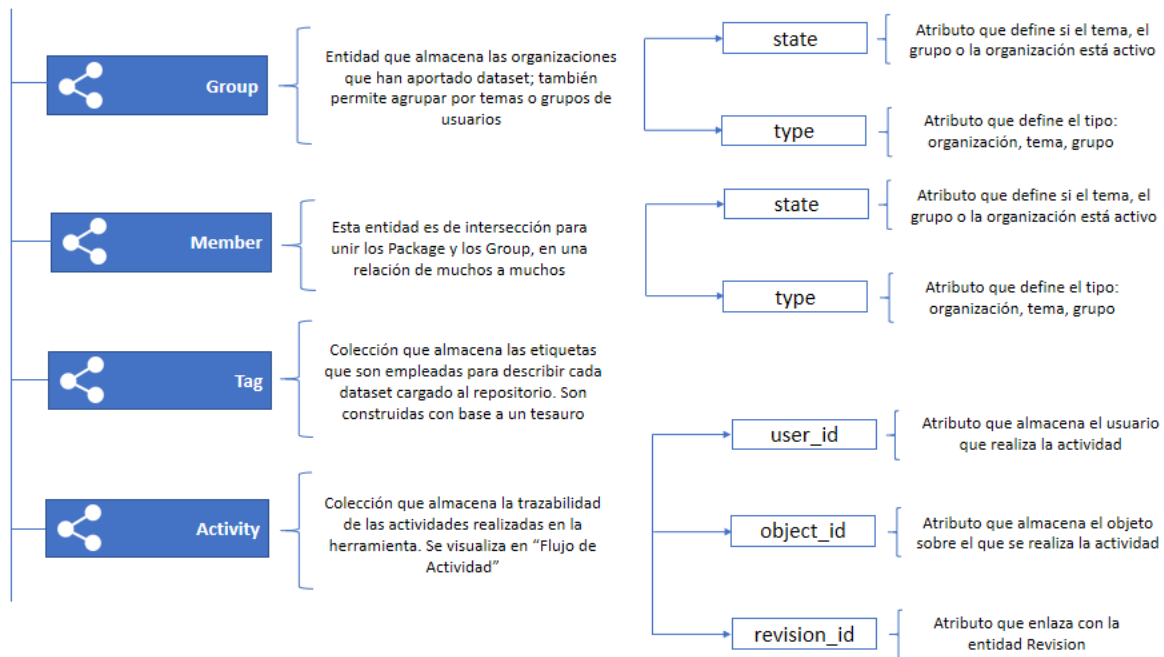 Group
Entidad que almacena las organizaciones
que han aportado dataset; también
permite agrupar por temas o grupos de
usuarios
state
Atributo que define si el tema, el
grupo o la organización está activo
type
Atributo que define el tipo:
organización, tema, grupo
Member
Esta entidad es de intersección para
unir los Package y los Group, en una
relación de muchos a muchos
state
Atributo que define si el tema, el
grupo o la organización está activo
type
Atributo que define el tipo:
organización, tema, grupo
Tag
Colección que almacena las etiquetas
que son empleadas para describir cada
dataset cargado al repositorio. Son
construidas con base a un tesauro
Activity
Colección que almacena la trazabilidad
de las actividades realizadas en la
herramienta. Se visualiza en “Flujo de
Actividad”
user_id
Atributo que almacena el usuario
que realiza la actividad
object_id
Atributo que almacena el objeto
sobre el que se realiza la actividad
revision_id
Atributo que enlaza con la
entidad Revision